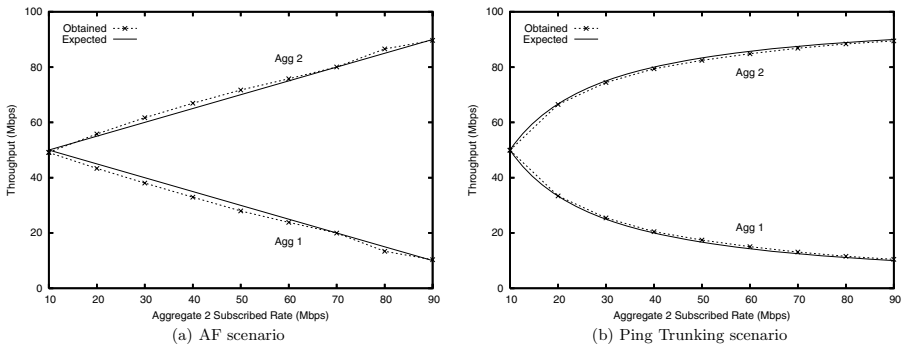 100
80
60
40
20
0
Throughput (Mbps)
Obtained
Expected
Agg 2
Agg 1
10 20 30 40 50 60 70 80 90
Aggregate 2 Subscribed Rate (Mbps)
(a) AF scenario
100
80
60
40
20
0
Throughput (Mbps)
Obtained
Expected
Agg 2
Agg 1
10 20 30 40 50 60 70 80 90
Aggregate 2 Subscribed Rate (Mbps)
(b) Ping Trunking scenario